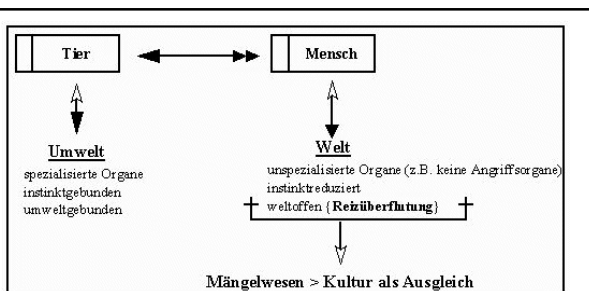 Tier
Mensch
Umwelt
spezialisierte Organe
instinktgebunden
umweltgebunden
Welt
unspezialisierte Organe (z.B. keine Angriffsorgane)
instinktreduziert
weltoffen {Reizüberflutung}
Mängelwesen > Kultur als Ausgleich